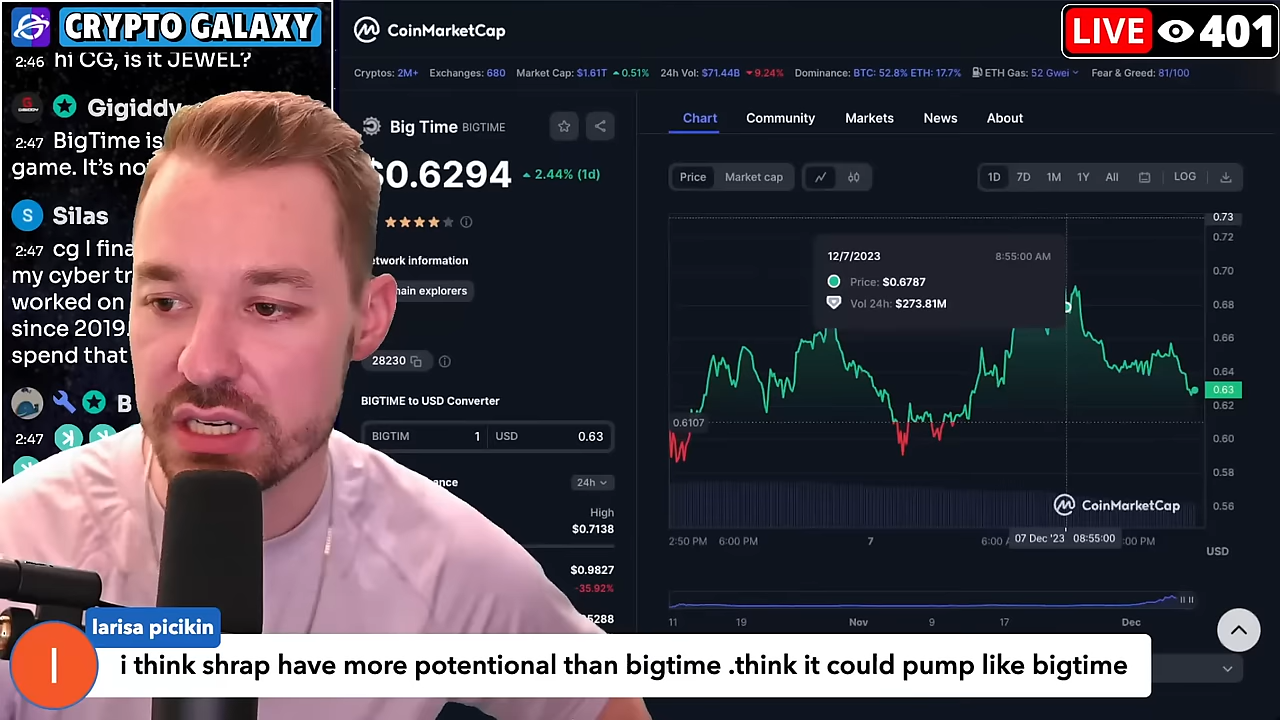 CRYPTO GALAXY
2:46 hi CG, is it JEWEL?
Gigiddy
2:47 BigTime is
game. It's
S Silas
2:47 cg I
my cyber
worked on
since 2019.
spend that
B
2:47
CoinMarketCap
LIVE 401
Cryptos: 2M+ Exchanges: 680 Market Cap: $1.61T 0.51% 24h Vol: $71.44B 9.24% Dominance: BTC: 52.8% ETH: 17.7% ETH Gas: 52 Gwei Fear & Greed: 81/100
Big Time BIGTIME
$0.6294 2.44% (1d)
etwork information
hain explorers
28230
BIGTIME to USD Converter
BIGTIM 1 USD 0.63
ance 24h
High
$0.7138
$0.9827
-35.92%
5288
Chart Community Markets News About
Price Market cap 1D 7D 1M 1Y All LOG
0.73
0.72
0.70
0.68
0.66
0.64
0.63
0.62
0.60
0.58
0.56
12/7/2023 8:55:00 AM
Price: $0.6787
Vol 24h: $273.81M
0.6107
CoinMarketCap
2:50 PM 6:00 PM 7 6:00 07 Dec '23 08:55:00 :00 PM
USD
11 19 Nov 9 17 Dec
larisa picikin
l i think shrap have more potentional than bigtime .think it could pump like bigtime